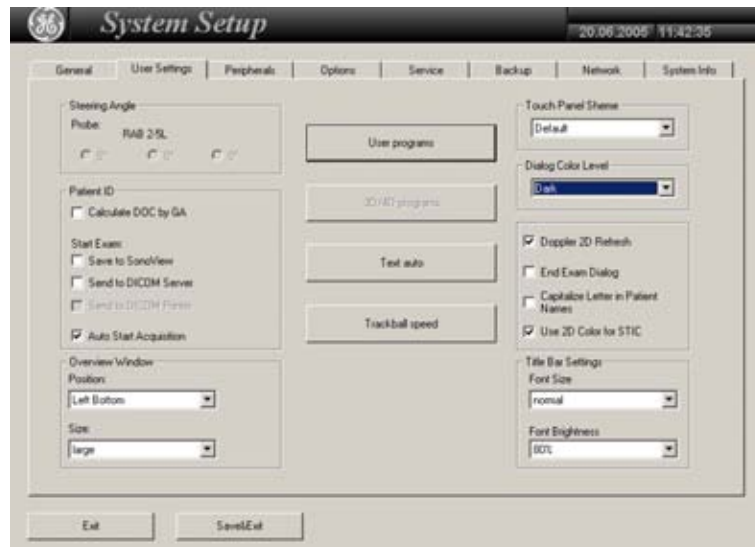 System Setup
20.06.2005 11:42:35
General User Settings Peripherals Options Service Backup Network System Info
Steering Angle
Probe: RAB 2-5L
Patient ID
Calculate DOC by GA
Start Exam:
Save to SonoView
Send to DICOM Server
Send to DICOM Printer
Auto Start Acquisition
Overview Window
Position:
Left Bottom
Size:
large
User programs
3D/4D programs
Text auto
Trackball speed
Touch-Panel Sheme
Default
Dialog Color Level
Dark
Doppler 2D Refresh
End Exam Dialog
Capitalize Letter in Patient
Names
Use 2D Color for STIC
Title Bar Settings
Font Size
normal
Font Brightness
80%
Exit Save&Exit